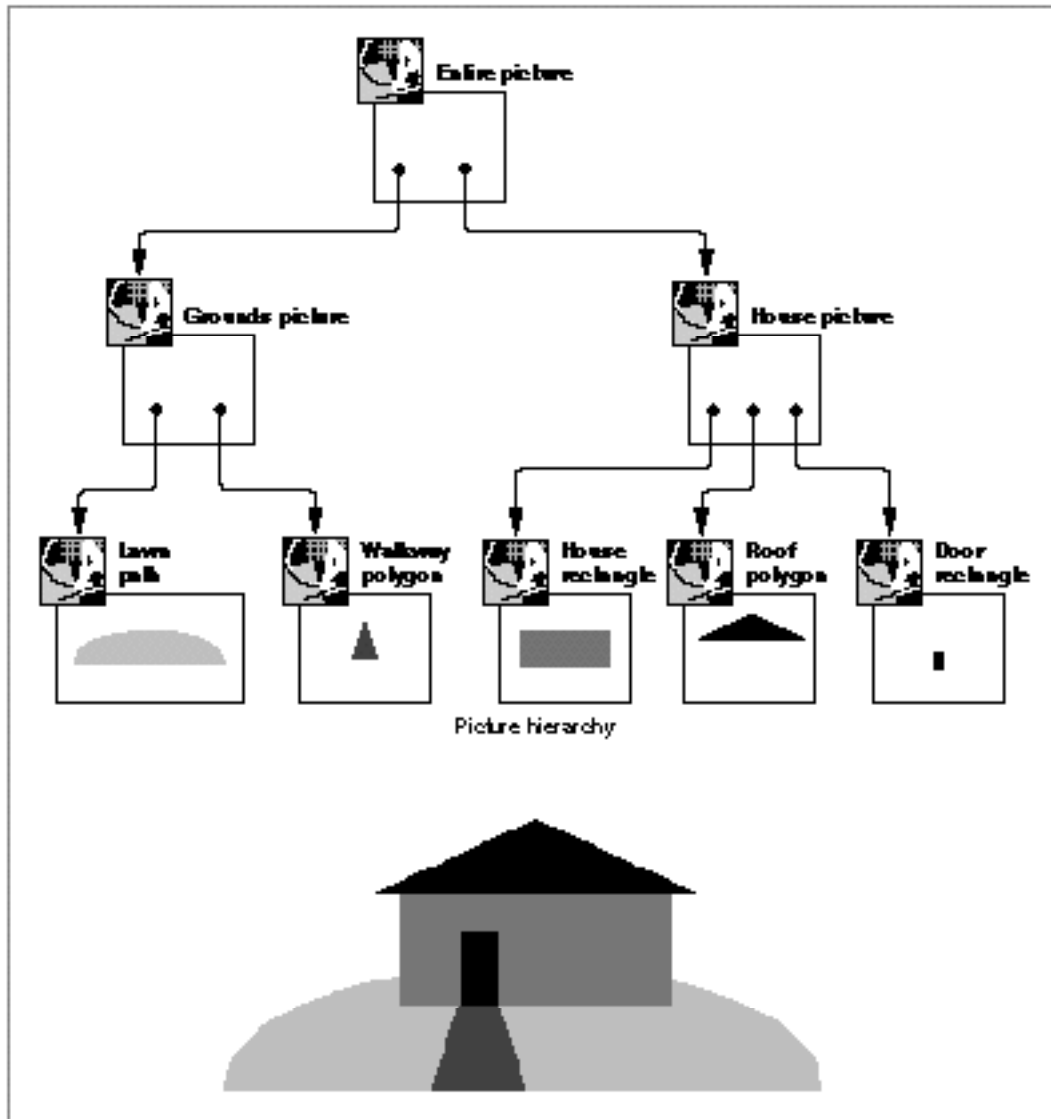 Entire picture
Grounds picture
House picture
Lawn
path
Walkway
polygon
House
rectangle
Roof
polygon
Door
rectangle
Picture hierarchy